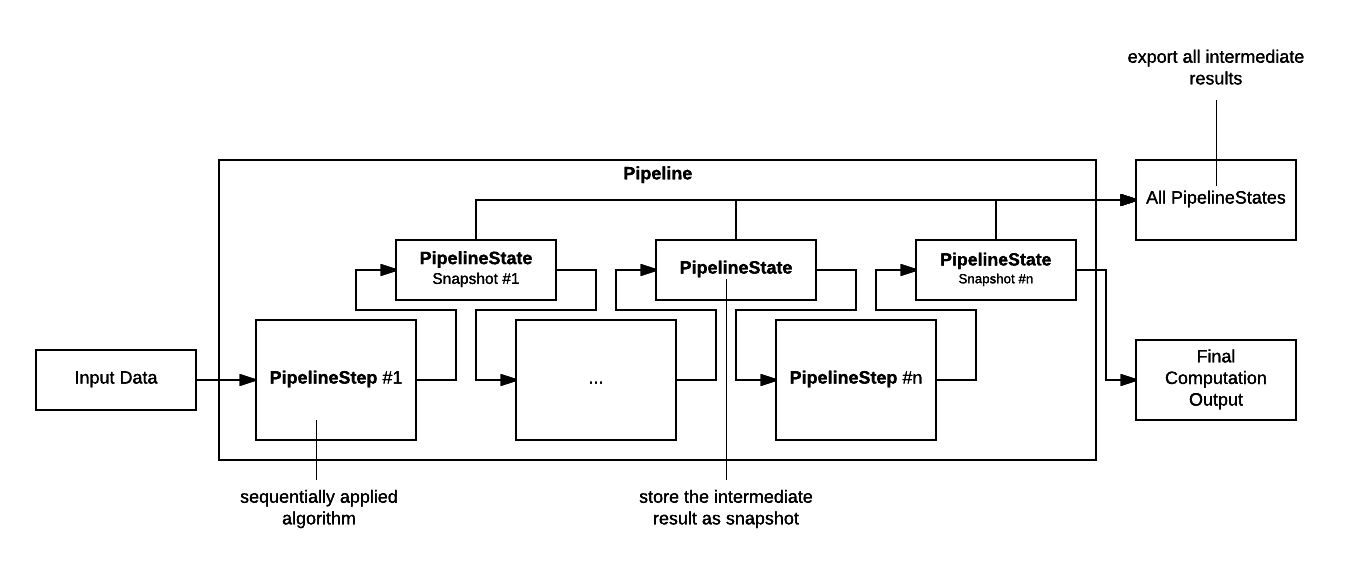 export all intermediate
results
Pipeline
All PipelineStates
PipelineState
Snapshot #1
PipelineState
PipelineState
Snapshot #n
Input Data
PipelineStep #1
...
PipelineStep #n
Final
Computation
Output
sequentially applied
algorithm
store the intermediate
result as snapshot